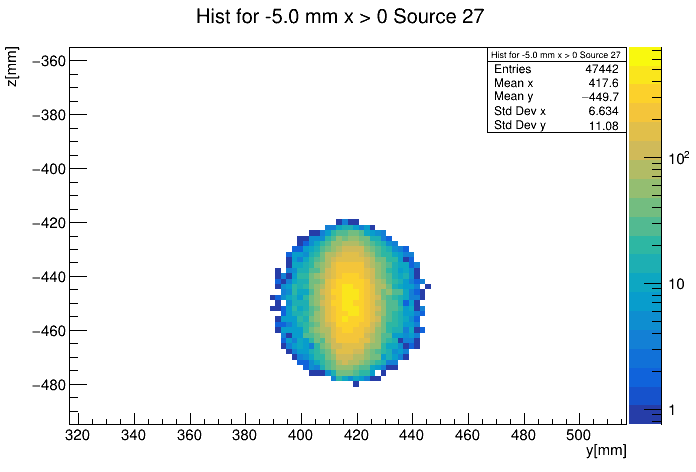 Hist for -5.0 mm x > 0 Source 27
z[mm]
Hist for -5.0 mm x > 0 Source 27
Entries 47442
Mean x 417.6
Mean y −449.7
Std Dev x 6.634
Std Dev y 11.08
−360
−380
−400
−420
−440
−460
−480
10²
10
1
320 340 360 380 400 420 440 460 480 500
y[mm]